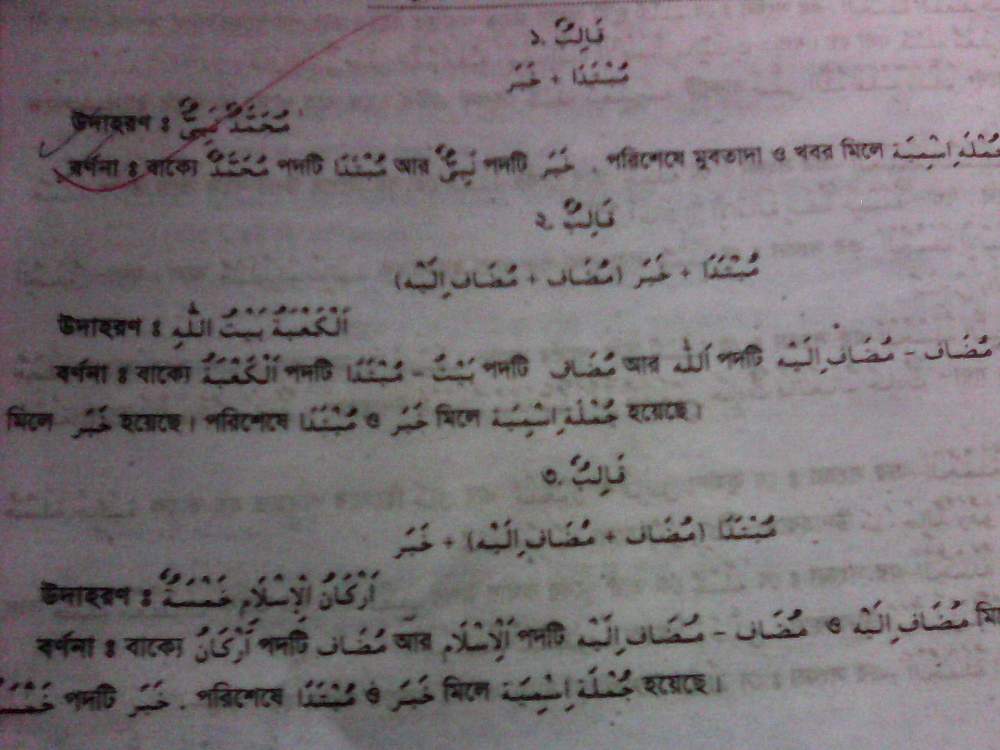 ১. قَالِبٌ
مُبْتَدَأ + خَبَر
উদাহরণ : مُحَمَّدٌ نَبِيٌّ
বর্ণনা : বাক্যে مُحَمَّدٌ পদটি مُبْتَدَأ আর نَبِيٌّ পদটি خَبَر . পরিশেষে মুবতাদা ও খবর মিলে جُمْلَة اِسْمِيَّة
২. قَالِبٌ
مُبْتَدَأ + خَبَر (مُضَاف + مُضَاف اِلَيْه)
উদাহরণ : اَلْكَعْبَةُ بَيْتُ اللّٰهِ
বর্ণনা : বাক্যে اَلْكَعْبَةُ পদটি مُبْتَدَأ - بَيْتُ পদটি مُضَاف আর اَللّٰه পদটি مُضَاف اِلَيْه - مُضَاف
মিলে خَبَر হয়েছে। পরিশেষে مُبْتَدَأ ও خَبَر মিলে جُمْلَة اِسْمِيَّة হয়েছে।
৩. قَالِبٌ
مُبْتَدَأ (مُضَاف + مُضَاف اِلَيْه) + خَبَر
উদাহরণ : اَرْكَانُ الْاِسْلَامِ خَمْسَةٌ
বর্ণনা : বাক্যে اَرْكَانُ পদটি مُضَاف আর اَلْاِسْلَامِ পদটি مُضَاف اِلَيْه - مُضَاف ও مُضَاف اِلَيْه মি
পদটি خَبَر . পরিশেষে مُبْتَدَأ ও خَبَر মিলে جُمْلَة اِسْمِيَّة হয়েছে।